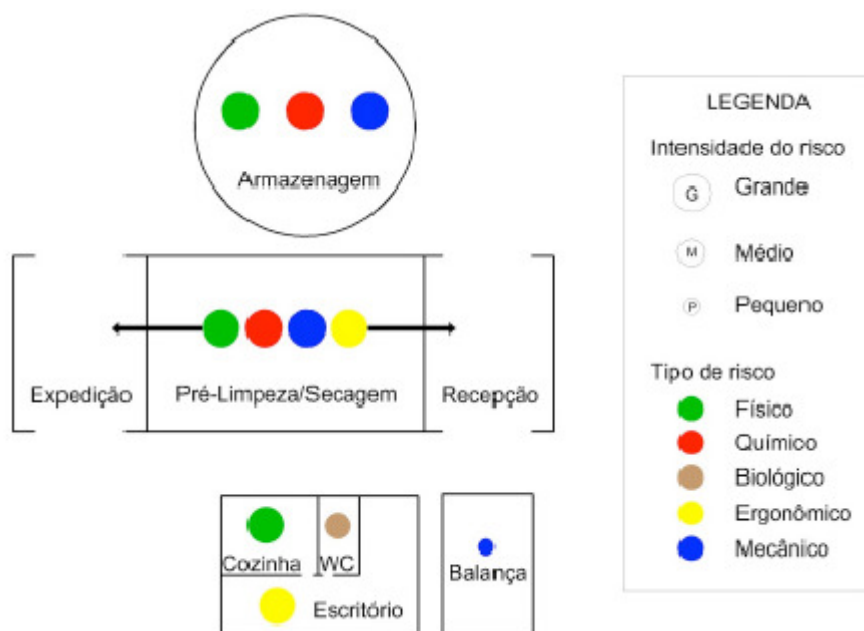 Armazenagem
Expedição
Pré-Limpeza/Secagem
Recepção
Cozinha
WC
Escritório
Balança
LEGENDA
Intensidade do risco
G Grande
M Médio
P Pequeno
Tipo de risco
Físico
Químico
Biológico
Ergonômico
Mecânico